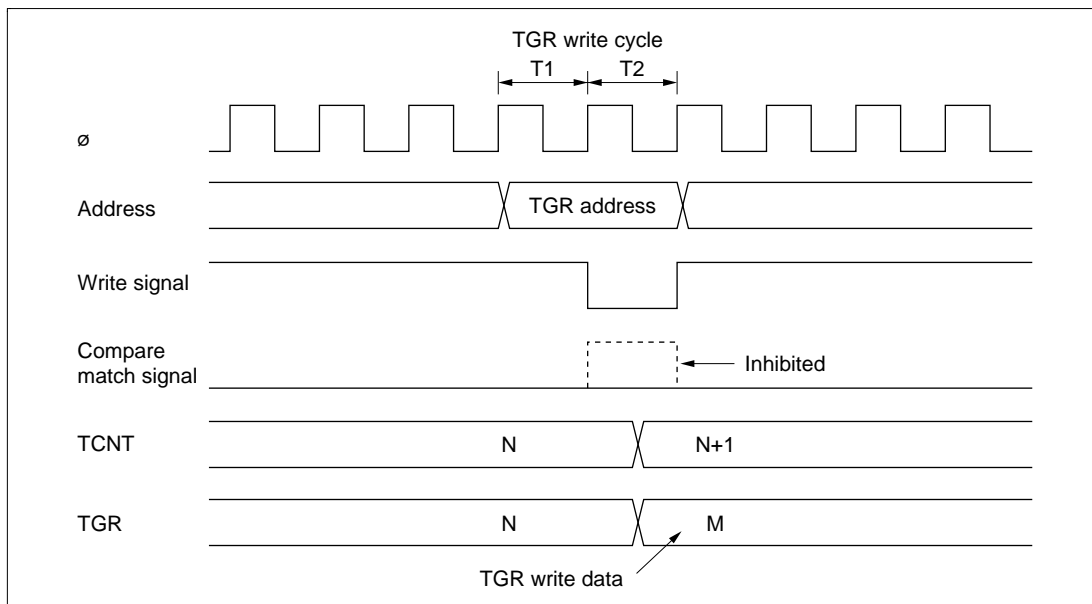 TGR write cycle
T1 T2
ø
Address TGR address
Write signal
Compare
match signal Inhibited
TCNT N N+1
TGR N M
TGR write data